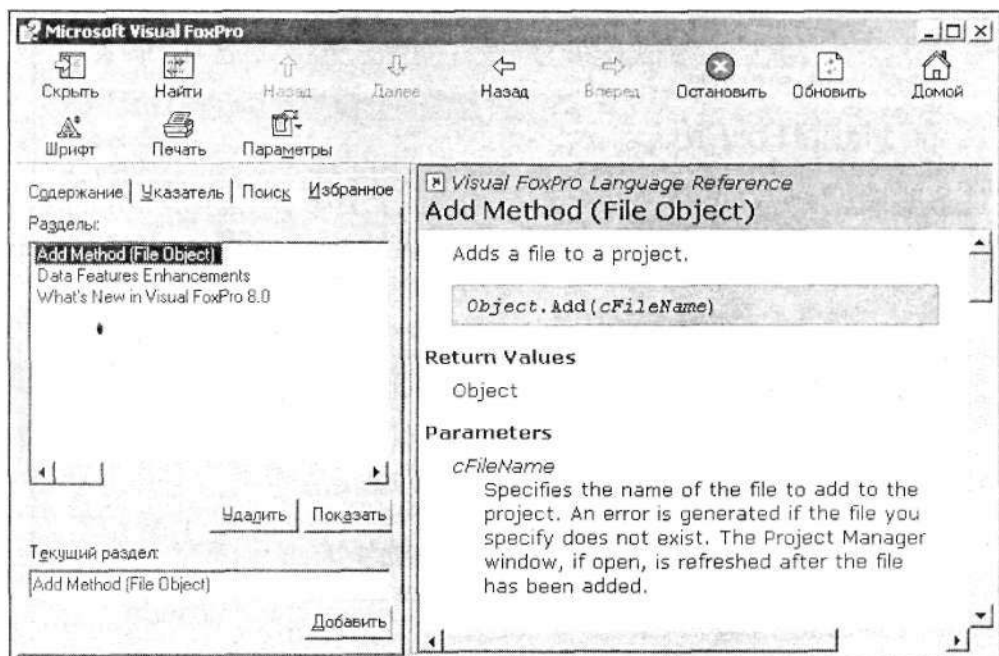 Microsoft Visual FoxPro
Скрыть Найти Назад Далее Назад Вперед Остановить Обновить Домой
Шрифт Печать Параметры
Содержание Указатель Поиск Избранное
Разделы:
Add Method (File Object)
Data Features Enhancements
What's New in Visual FoxPro 8.0
Удалить Показать
Текущий раздел:
Add Method (File Object)
Добавить
Visual FoxPro Language Reference
Add Method (File Object)
Adds a file to a project.
Object.Add(cFileName)
Return Values
Object
Parameters
cFileName
Specifies the name of the file to add to the
project. An error is generated if the file you
specify does not exist. The Project Manager
window, if open, is refreshed after the file
has been added.